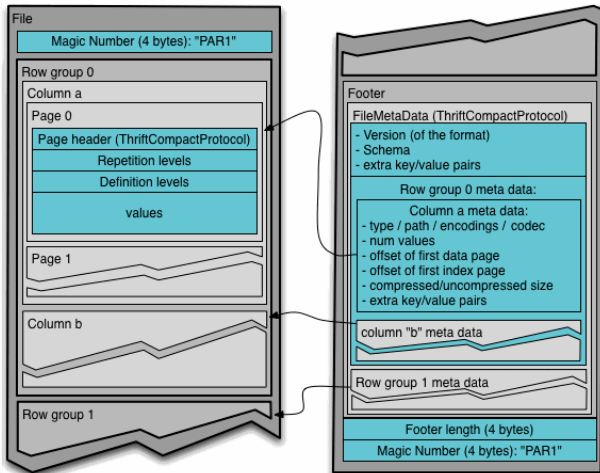 File
Magic Number (4 bytes): "PAR1"
Row group 0
Column a
Page 0
Page header (ThriftCompactProtocol)
Repetition levels
Definition levels
values
Page 1
Column b
Row group 1
Footer
FileMetaData (ThriftCompactProtocol)
- Version (of the format)
- Schema
- extra key/value pairs
Row group 0 meta data:
Column a meta data:
- type / path / encodings / codec
- num values
- offset of first data page
- offset of first index page
- compressed/uncompressed size
- extra key/value pairs
column "b" meta data
Row group 1 meta data
Footer length (4 bytes)
Magic Number (4 bytes): "PAR1"